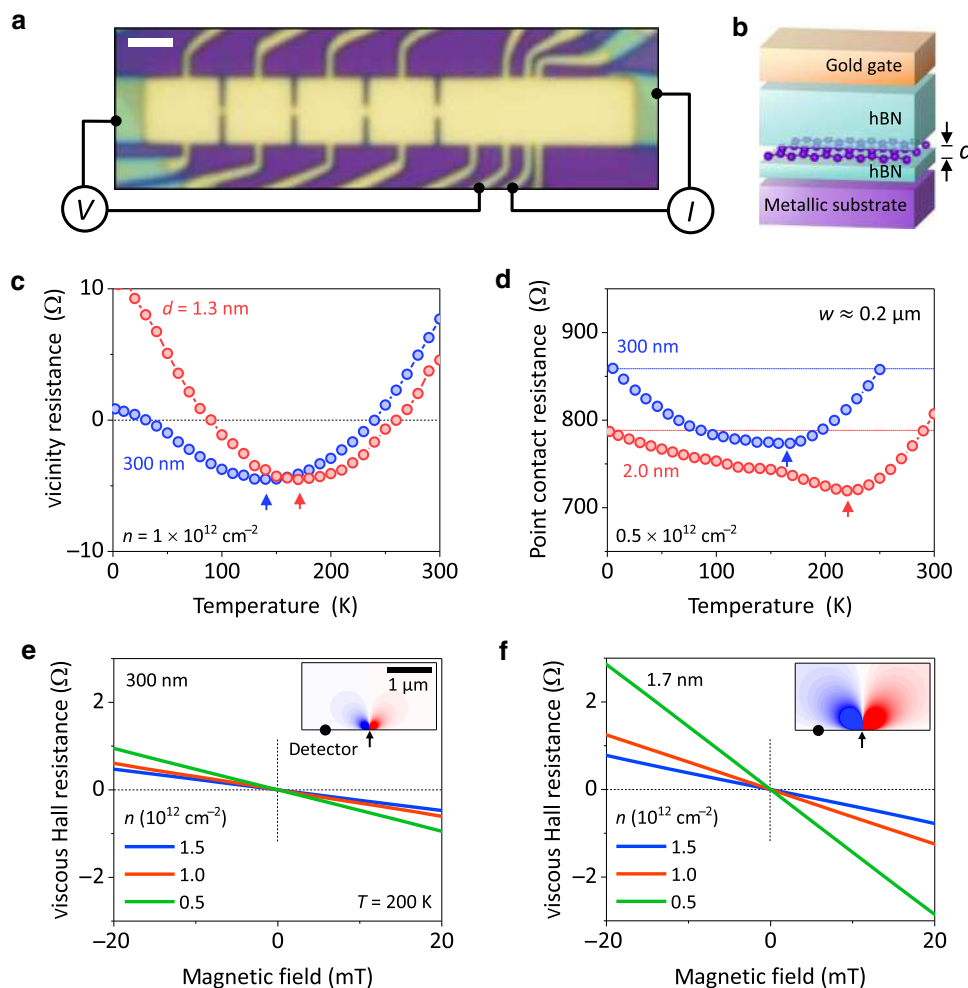 a
V
I
b
Gold gate
hBN
d
hBN
Metallic substrate
c
vicinity resistance (Ω)
10
0
−10
d = 1.3 nm
300 nm
n = 1 × 10¹² cm⁻²
0
100
200
300
Temperature (K)
d
Point contact resistance (Ω)
900
800
700
w ≈ 0.2 µm
300 nm
2.0 nm
0.5 × 10¹² cm⁻²
0
100
200
300
Temperature (K)
e
viscous Hall resistance (Ω)
2
0
−2
300 nm
1 µm
Detector
n (10¹² cm⁻²)
1.5
1.0
0.5
T = 200 K
−20
0
20
Magnetic field (mT)
f
viscous Hall resistance (Ω)
2
0
−2
1.7 nm
n (10¹² cm⁻²)
1.5
1.0
0.5
−20
0
20
Magnetic field (mT)